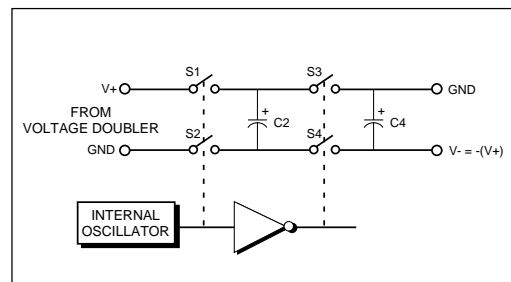 S1
S3
V+
GND
FROM
VOLTAGE DOUBLER
+
C2
+
C4
S2
S4
GND
V- = -(V+)
INTERNAL
OSCILLATOR